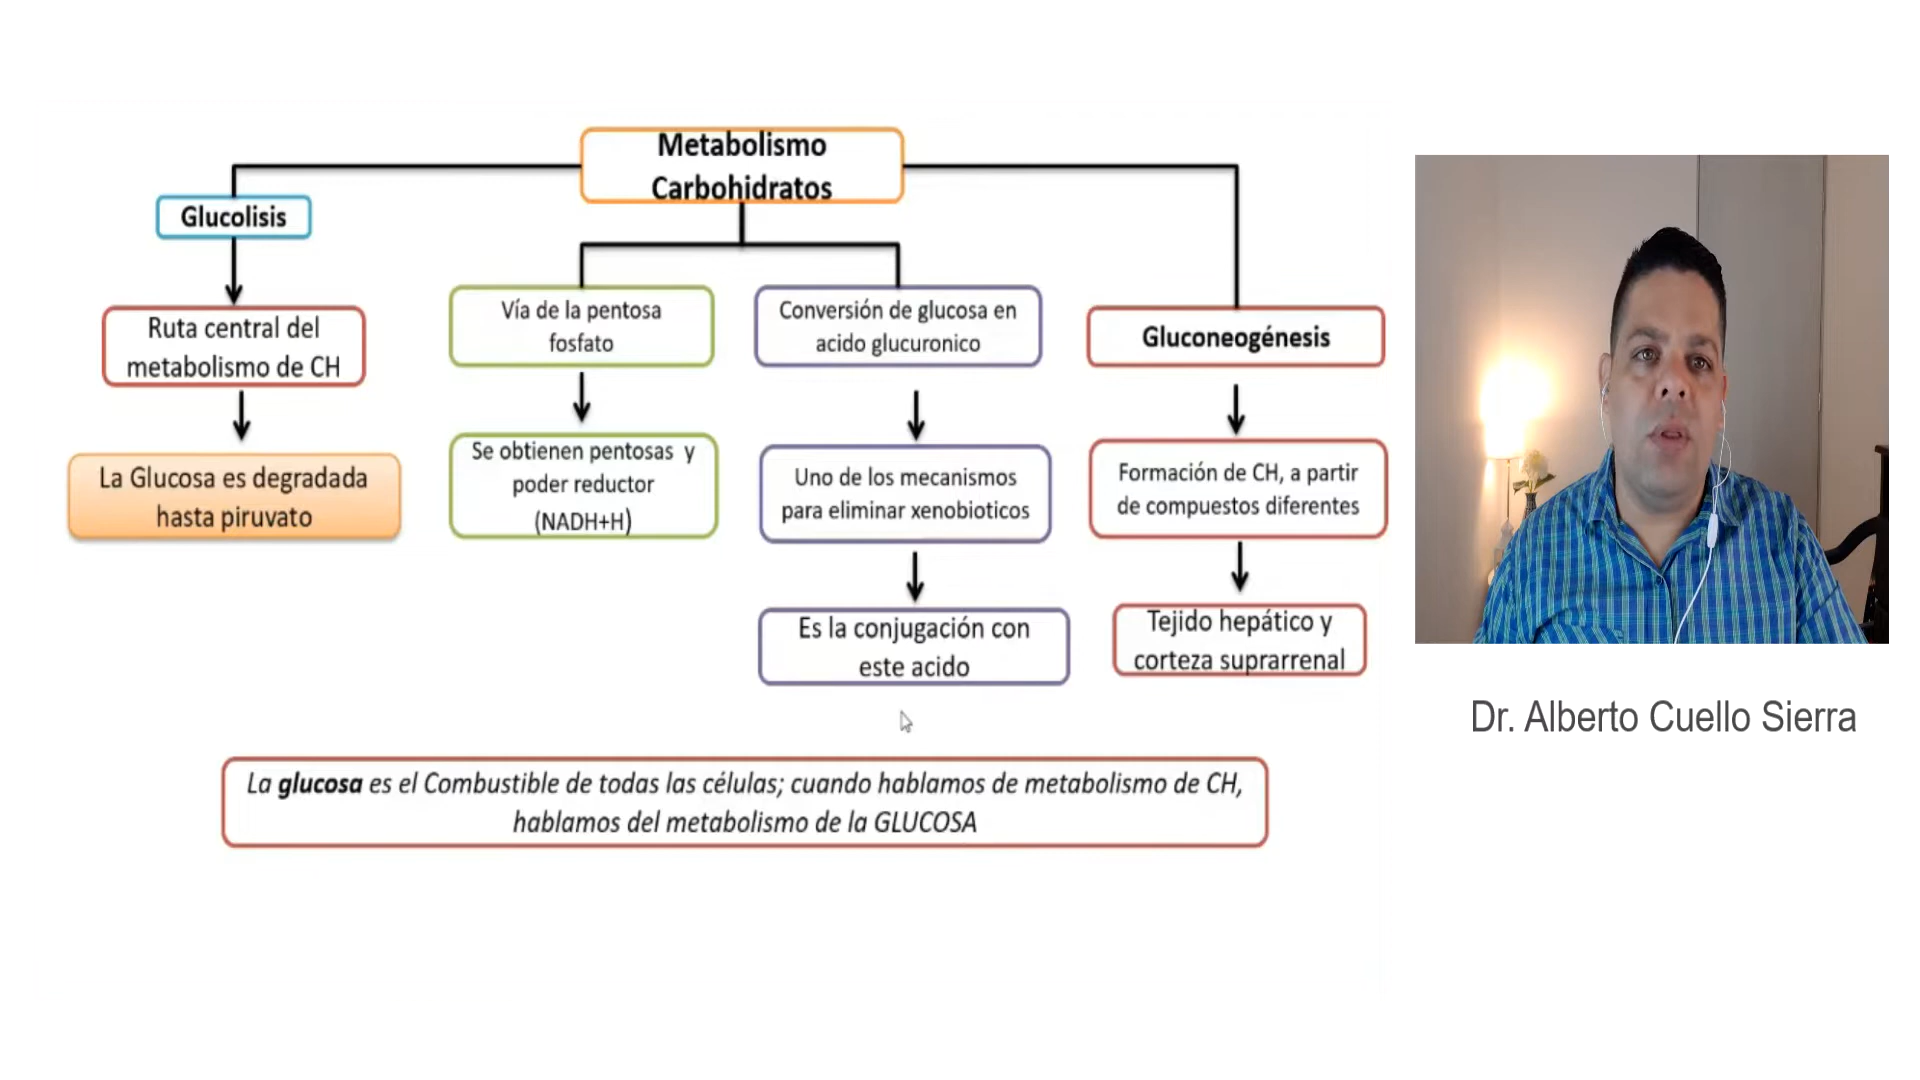 Metabolismo
Carbohidratos
Glucolisis
Ruta central del
metabolismo de CH
La Glucosa es degradada
hasta piruvato
Vía de la pentosa
fosfato
Se obtienen pentosas y
poder reductor
(NADH+H)
Conversión de glucosa en
acido glucuronico
Uno de los mecanismos
para eliminar xenobioticos
Es la conjugación con
este acido
Gluconeogénesis
Formación de CH, a partir
de compuestos diferentes
Tejido hepático y
corteza suprarrenal
La glucosa es el Combustible de todas las células; cuando hablamos de metabolismo de CH,
hablamos del metabolismo de la GLUCOSA
Dr. Alberto Cuello Sierra